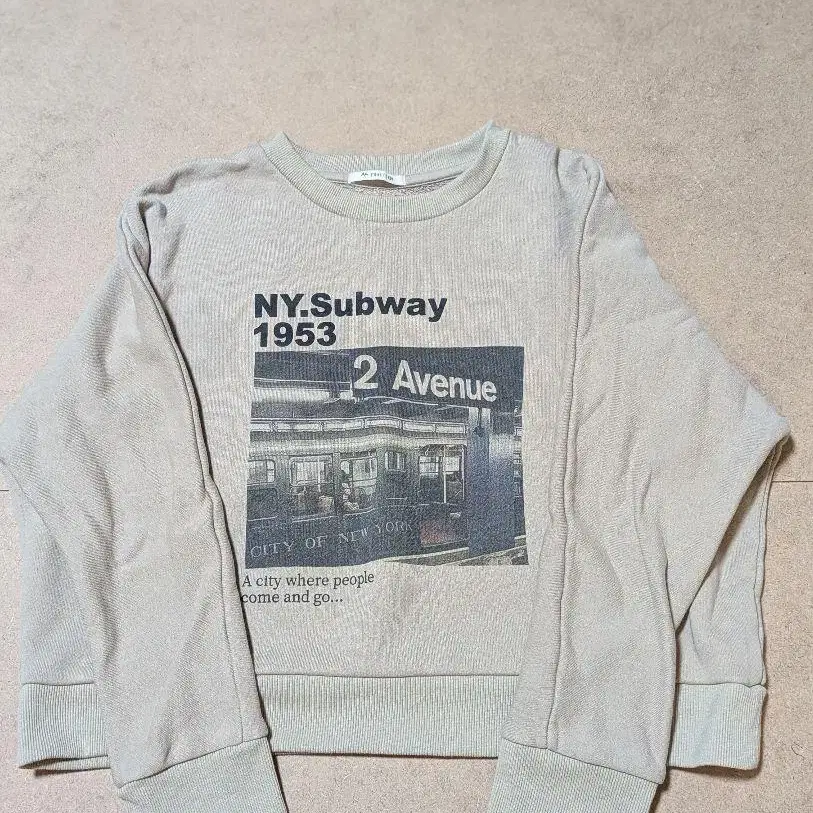 NY.Subway
1953
2 Avenue
CITY OF NEW YORK
A city where people
come and go...